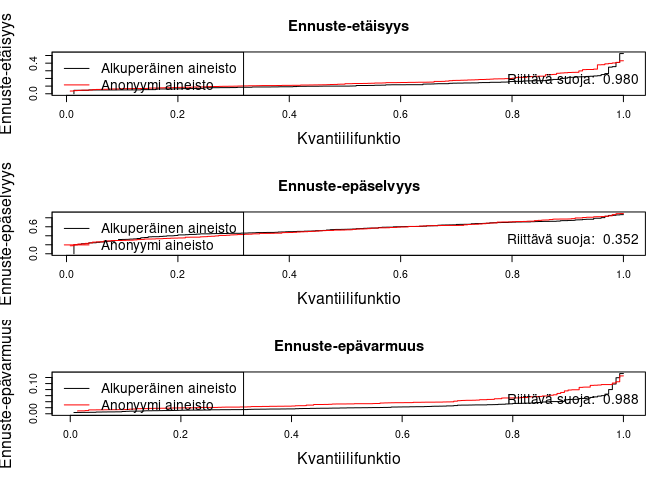 Ennuste-etäisyys
Ennuste-etäisyys
0.4
0.0
Alkuperäinen aineisto
Anonyymi aineisto
Riittävä suoja: 0.980
0.0 0.2 0.4 0.6 0.8 1.0
Kvantiilifunktio
Ennuste-epäselvyys
Ennuste-epäselvyys
0.6
0.0
Alkuperäinen aineisto
Anonyymi aineisto
Riittävä suoja: 0.352
0.0 0.2 0.4 0.6 0.8 1.0
Kvantiilifunktio
Ennuste-epävarmuus
Ennuste-epävarmuus
0.10
0.00
Alkuperäinen aineisto
Anonyymi aineisto
Riittävä suoja: 0.988
0.0 0.2 0.4 0.6 0.8 1.0
Kvantiilifunktio